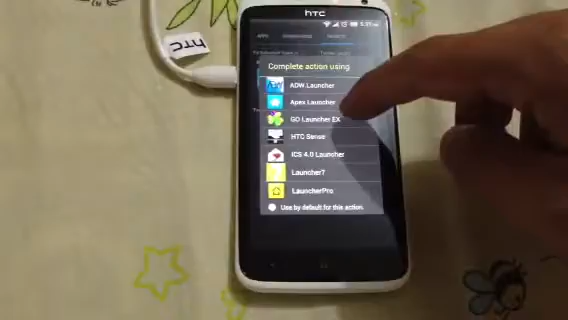 hTC
hTC
APPS
Complete action using
ADW.Launcher
Apex Launcher
GO Launcher EX
HTC Sense
ICS 4.0 Launcher
Launcher7
LauncherPro
Use by default for this action.